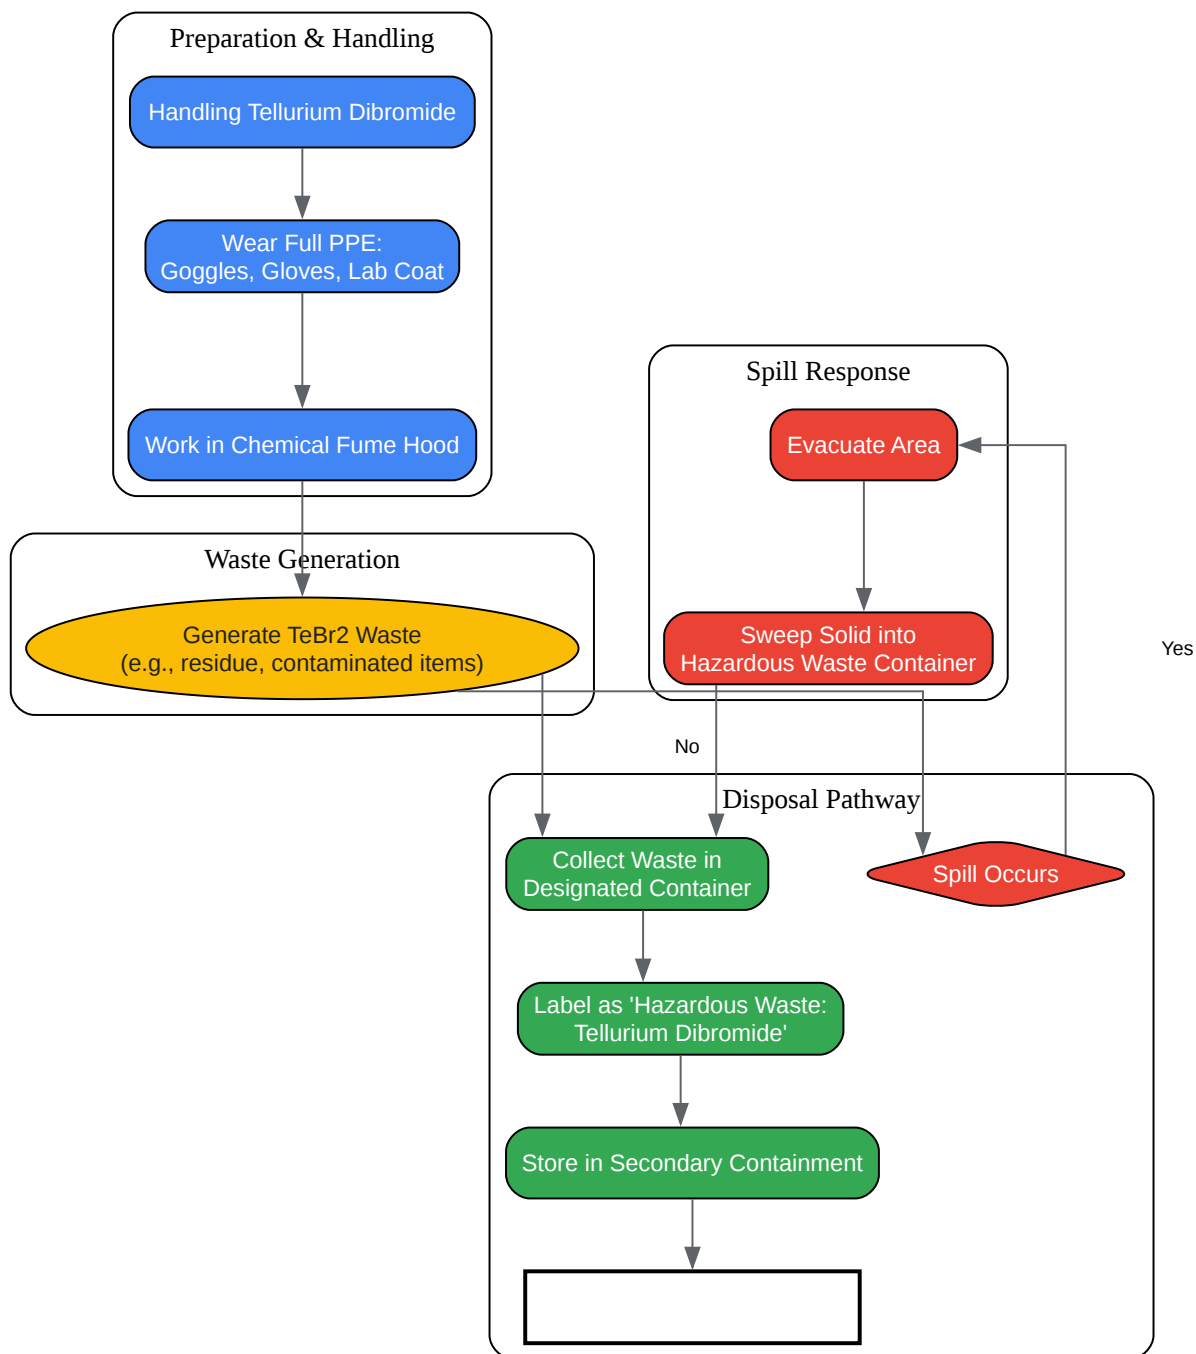 Preparation & Handling
Handling Tellurium Dibromide
Wear Full PPE:
Goggles, Gloves, Lab Coat
Work in Chemical Fume Hood
Spill Response
Evacuate Area
Sweep Solid into
Hazardous Waste Container
Yes
Waste Generation
Generate TeBr2 Waste
(e.g., residue, contaminated items)
No
Disposal Pathway
Collect Waste in
Designated Container
Spill Occurs
Label as 'Hazardous Waste:
Tellurium Dibromide'
Store in Secondary Containment